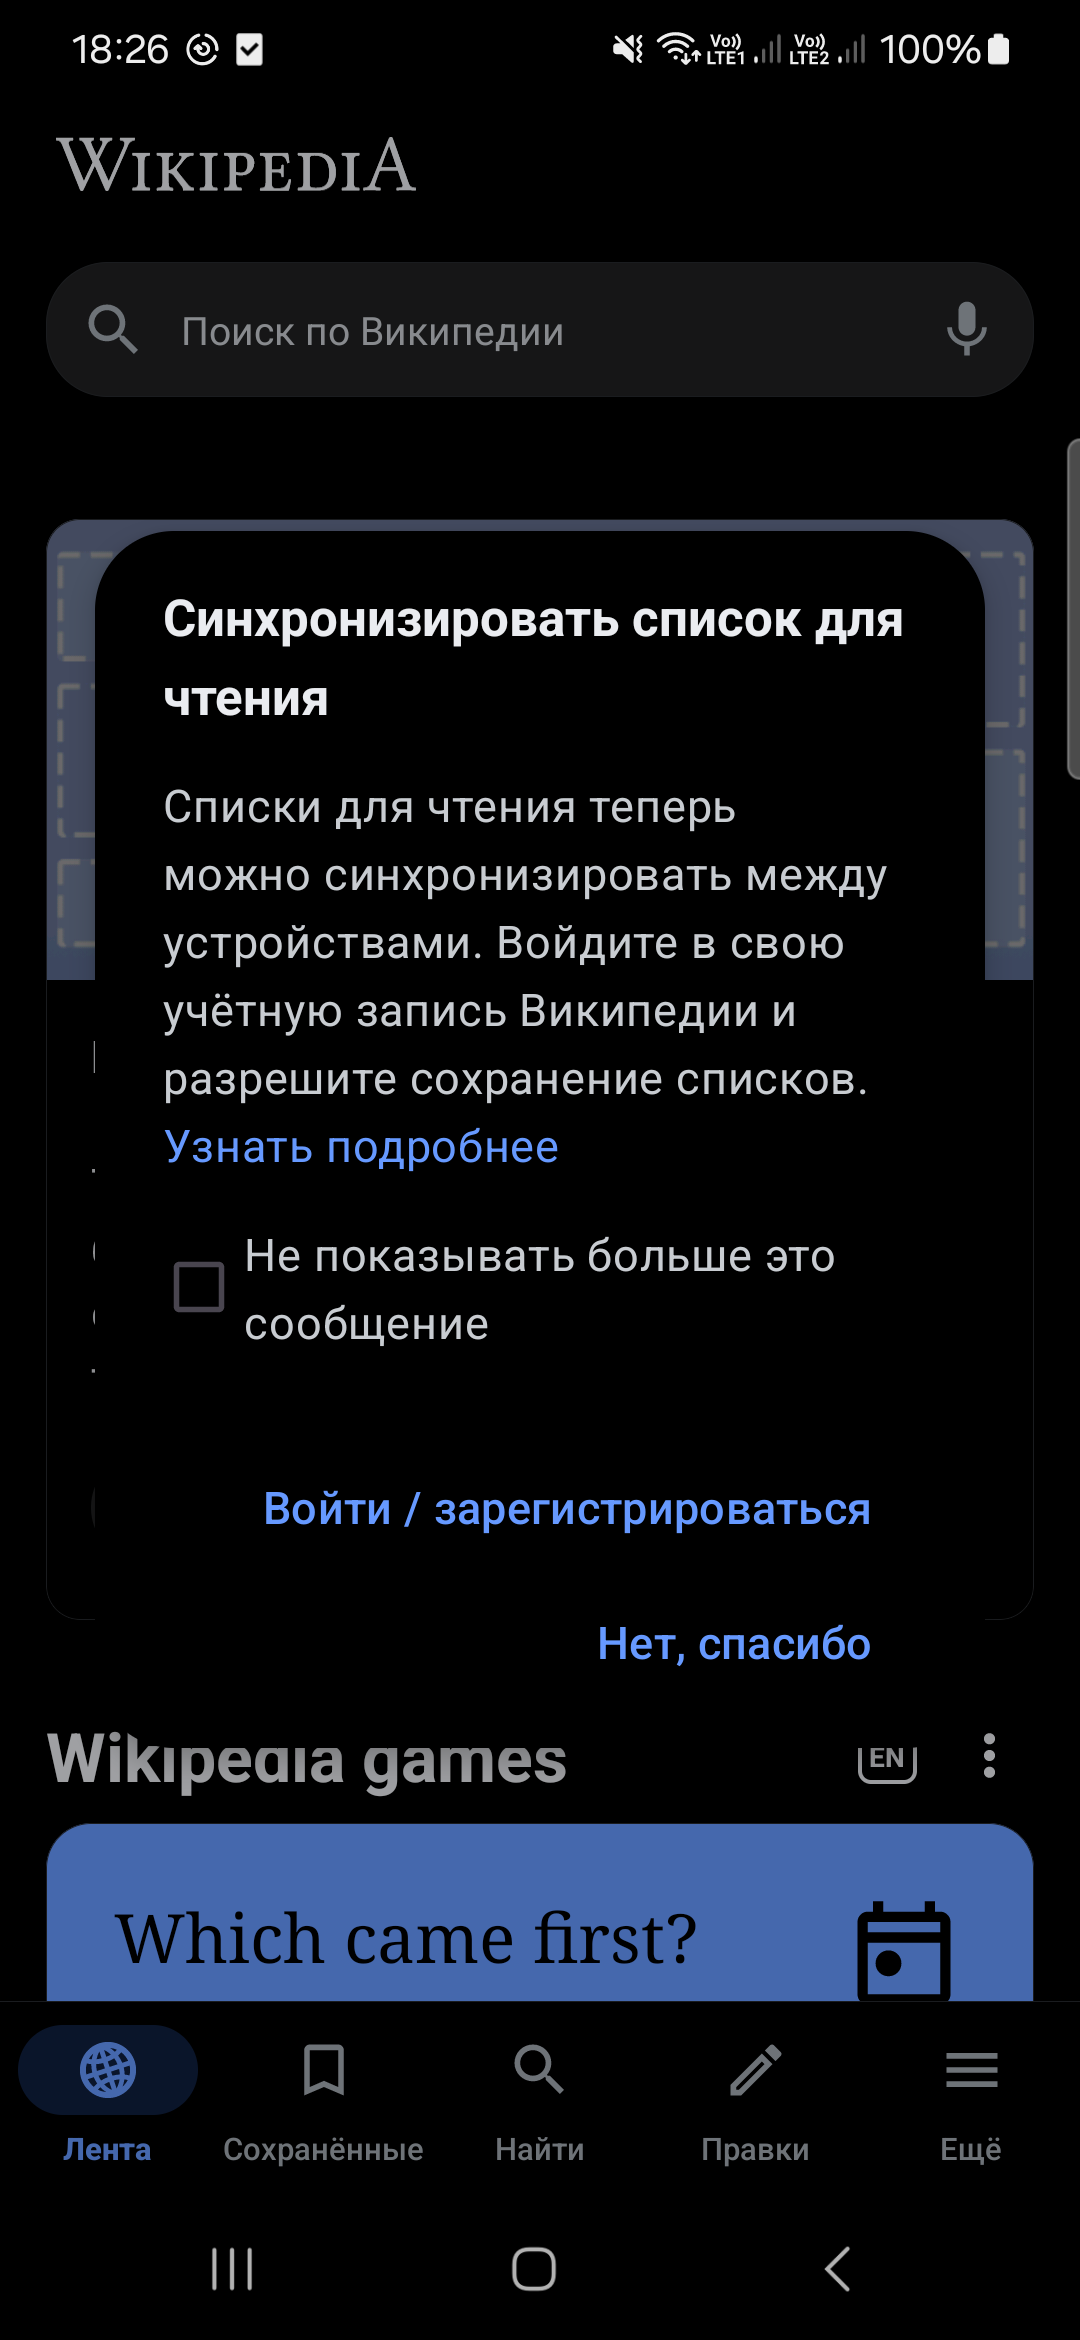 18:26
Vo)) LTE1
Vo)) LTE2
100%
WIKIPEDIA
Поиск по Википедии
Синхронизировать список для
чтения
Списки для чтения теперь
можно синхронизировать между
устройствами. Войдите в свою
учётную запись Википедии и
разрешите сохранение списков.
Узнать подробнее
Не показывать больше это
сообщение
Войти / зарегистрироваться
Нет, спасибо
Wikipedia games
EN
Which came first?
Лента
Сохранённые
Найти
Правки
Ещё